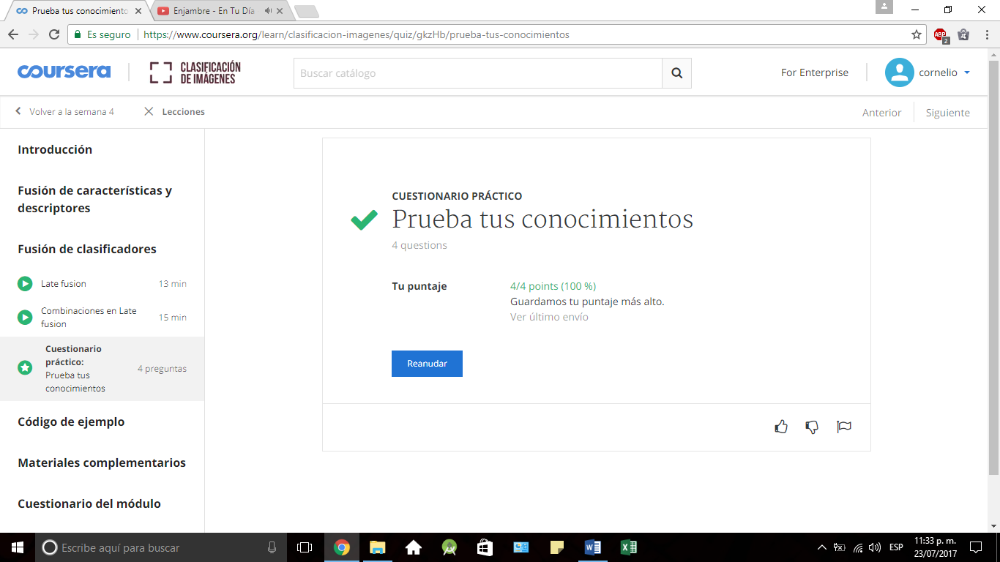 Prueba tus conocimiento
Enjambre - En Tu Día
Es seguro
https://www.coursera.org/learn/clasificacion-imagenes/quiz/gkzHb/prueba-tus-conocimientos
ABP
2
coursera
CLASIFICACIÓN
DE IMÁGENES
Buscar catálogo
For Enterprise
cornelio
Volver a la semana 4
Lecciones
Anterior
Siguiente
Introducción
Fusión de características y
descriptores
Fusión de clasificadores
Late fusion
13 min
Combinaciones en Late
fusion
15 min
Cuestionario
práctico:
Prueba tus
conocimientos
4 preguntas
Código de ejemplo
Materiales complementarios
Cuestionario del módulo
CUESTIONARIO PRÁCTICO
Prueba tus conocimientos
4 questions
Tu puntaje
4/4 points (100 %)
Guardamos tu puntaje más alto.
Ver último envío
Reanudar
Escribe aquí para buscar
ESP
11:33 p. m.
23/07/2017